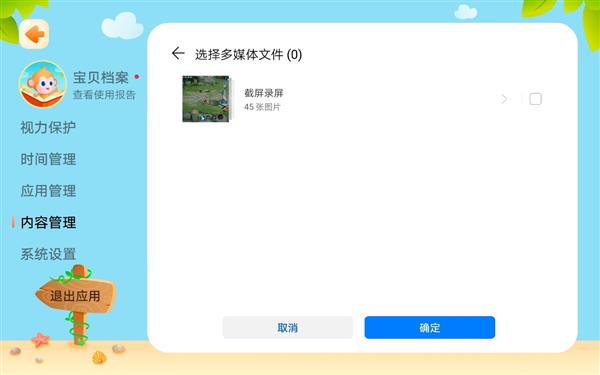 宝贝档案
查看使用报告
视力保护
时间管理
应用管理
内容管理
系统设置
退出应用
选择多媒体文件 (0)
截屏录屏
45 张图片
取消
确定